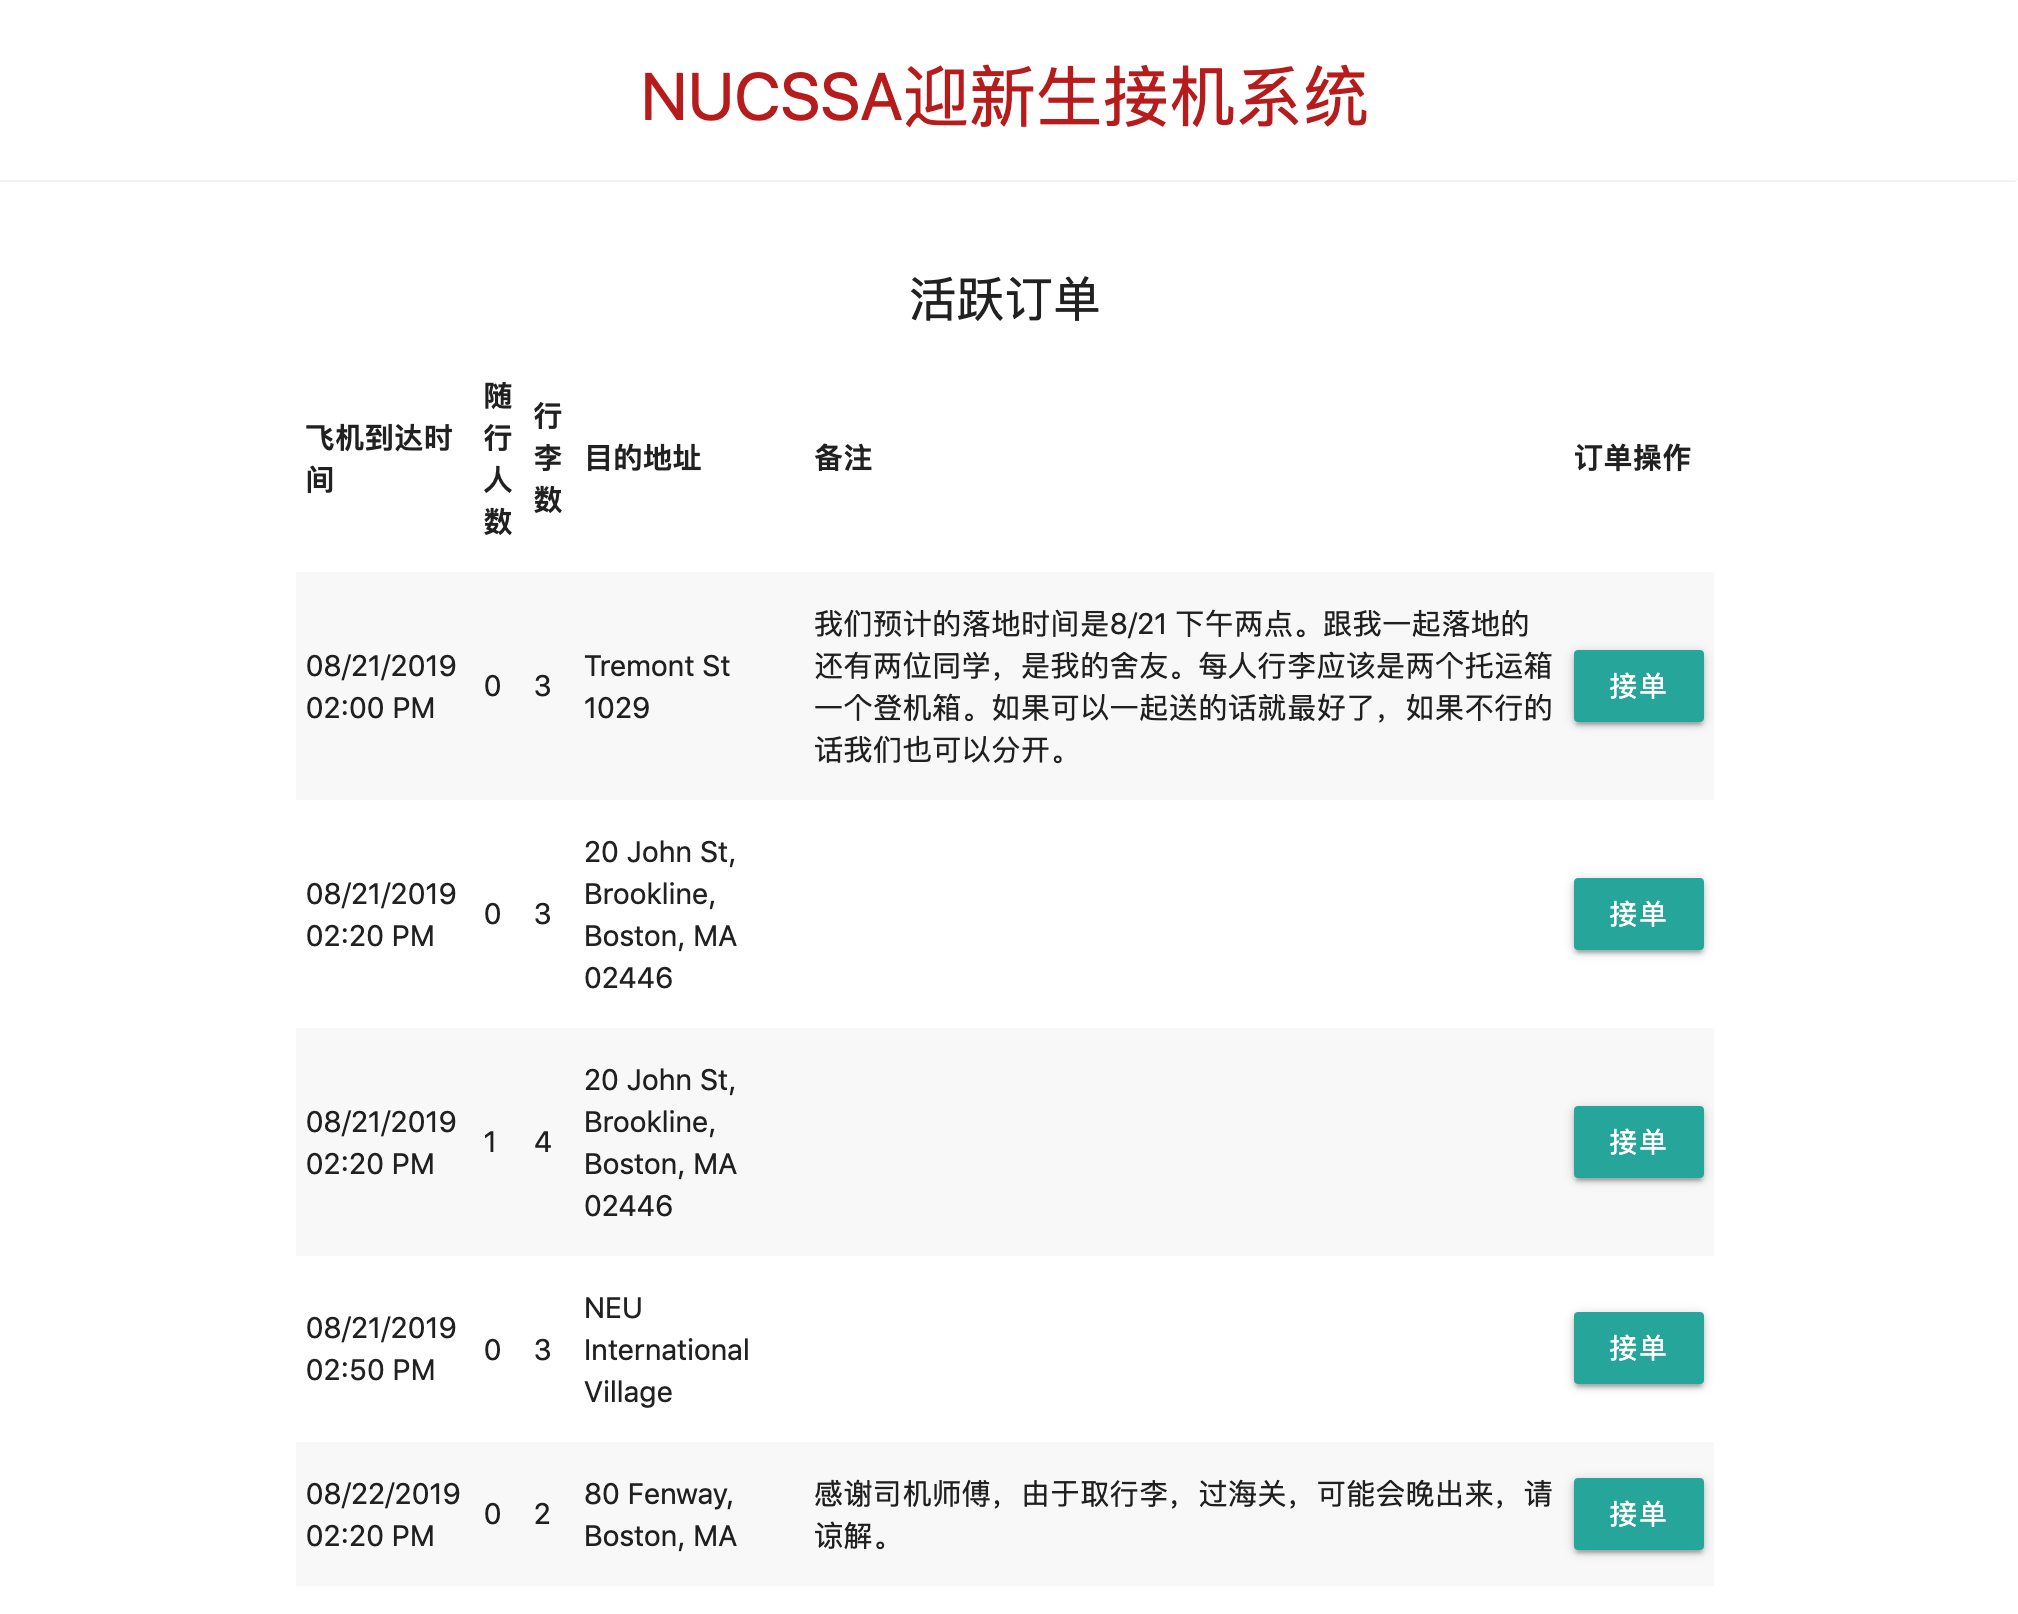 NUCSSA迎新生接机系统
活跃订单
飞机到达时
间
随
行
人
数
行
李
数
目的地址
备注
订单操作
08/21/2019
02:00 PM
0
3
Tremont St
1029
我们预计的落地时间是8/21 下午两点。跟我一起落地的
还有两位同学，是我的舍友。每人行李应该是两个托运箱
一个登机箱。如果可以一起送的话就最好了，如果不行的
话我们也可以分开。
接单
08/21/2019
02:20 PM
0
3
20 John St,
Brookline,
Boston, MA
02446
接单
08/21/2019
02:20 PM
1
4
20 John St,
Brookline,
Boston, MA
02446
接单
08/21/2019
02:50 PM
0
3
NEU
International
Village
接单
08/22/2019
02:20 PM
0
2
80 Fenway,
Boston, MA
感谢司机师傅，由于取行李，过海关，可能会晚出来，请
谅解。
接单